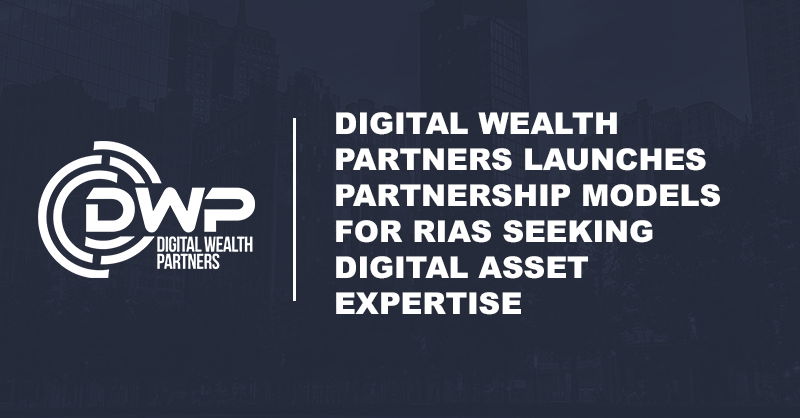 DWP
DIGITAL WEALTH
PARTNERS
DIGITAL WEALTH
PARTNERS LAUNCHES
PARTNERSHIP MODELS
FOR RIAS SEEKING
DIGITAL ASSET
EXPERTISE